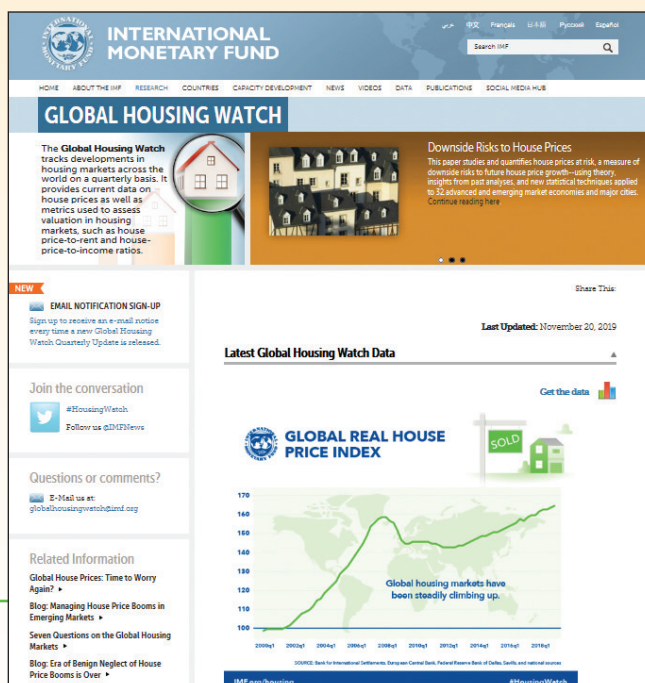 عربي 中文 Français 日本語 Русский Español
INTERNATIONAL
MONETARY FUND
Search IMF
HOME ABOUT THE IMF RESEARCH COUNTRIES CAPACITY DEVELOPMENT NEWS VIDEOS DATA PUBLICATIONS SOCIAL MEDIA HUB
GLOBAL HOUSING WATCH
The Global Housing Watch
tracks developments in
housing markets across the
world on a quarterly basis. It
provides current data on
house prices as well as
metrics used to assess
valuation in housing
markets, such as house
price-to-rent and house-
price-to-income ratios.
Downside Risks to House Prices
This paper studies and quantifies house prices at risk, a measure of
downside risks to future house price growth--using theory,
insights from past analyses, and new statistical techniques applied
to 32 advanced and emerging market economies and major cities.
Continue reading here
NEW
EMAIL NOTIFICATION SIGN-UP
Sign up to receive an e-mail notice
every time a new Global Housing
Watch Quarterly Update is released.
Join the conversation
#HousingWatch
Follow us @IMFNews
Questions or comments?
E-Mail us at:
globalhousingwatch@imf.org
Related Information
Global House Prices: Time to Worry
Again?
Blog: Managing House Price Booms in
Emerging Markets
Seven Questions on the Global Housing
Markets
Blog: Era of Benign Neglect of House
Price Booms is Over
Share This:
Last Updated: November 20, 2019
Latest Global Housing Watch Data
Get the data
GLOBAL REAL HOUSE
PRICE INDEX
SOLD
170
160
150
140
130
120
110
100
Global housing markets have
been steadily climbing up.
2000q1 2002q1 2004q1 2006q1 2008q1 2010q1 2012q1 2014q1 2016q1 2018q1
SOURCE: Bank for International Settlements, European Central Bank, Federal Reserve Bank of Dallas, Savills, and national sources
IMF.org/housing #HousingWatch